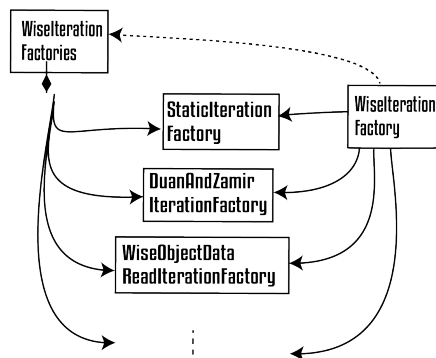 WiseIteration
Factories
StaticIteration
Factory
WiseIteration
Factory
DuanAndZamir
IterationFactory
WiseObjectData
ReadIterationFactory